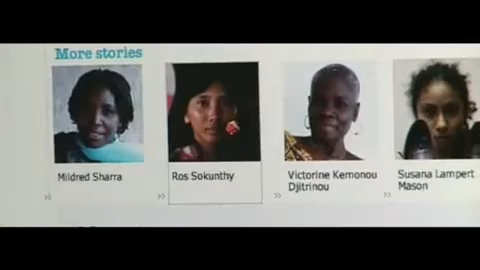 More stories
Mildred Sharra
Ros Sokunthy
Victorine Kemonou
Djitrinou
Susana Lampert
Mason